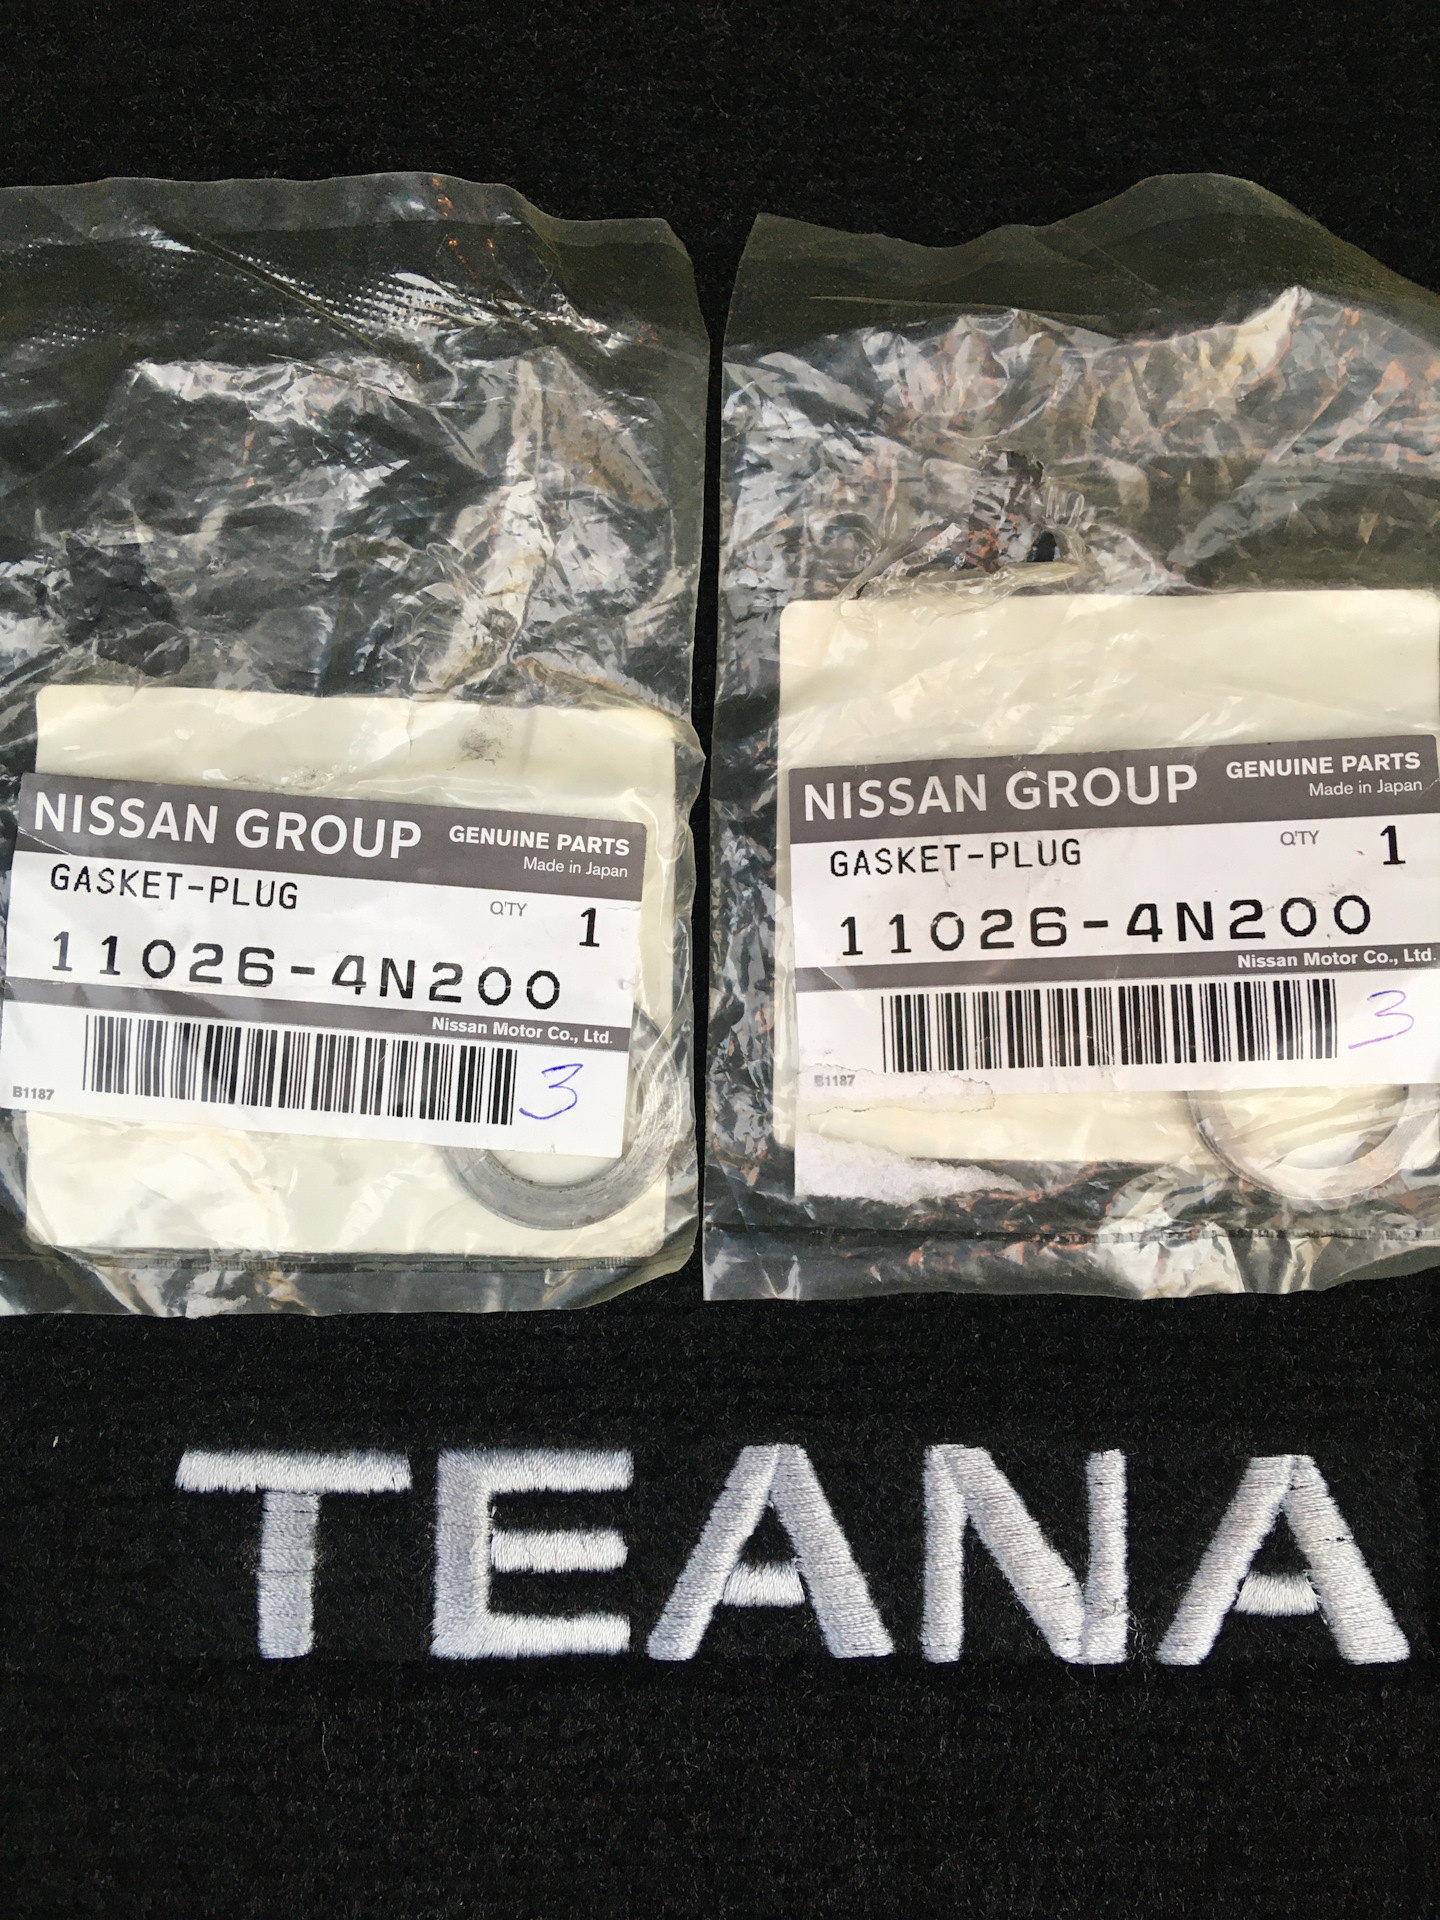 NISSAN GROUP GENUINE PARTS
Made in Japan
GASKET-PLUG
Q'TY 1
11026-4N200
Nissan Motor Co., Ltd.
B1187
3
NISSAN GROUP GENUINE PARTS
Made in Japan
GASKET-PLUG
Q'TY 1
11026-4N200
Nissan Motor Co., Ltd.
B1187
3
TEANA